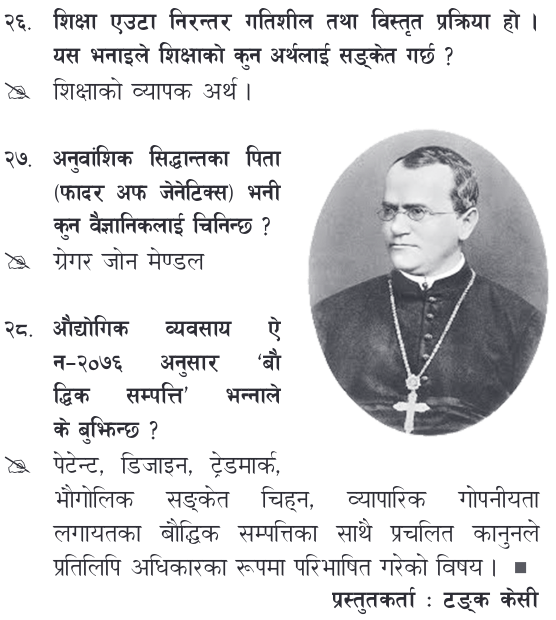 २६. शिक्षा एउटा निरन्तर गतिशील तथा विस्तृत प्रक्रिया हो ।
यस भनाइले शिक्षाको कुन अर्थलाई सङ्केत गर्छ ?
शिक्षाको व्यापक अर्थ ।
२७. अनुवांशिक सिद्धान्तका पिता
(फादर अफ जेनेटिक्स) भनी
कुन वैज्ञानिकलाई चिनिन्छ ?
ग्रेगर जोन मेण्डल
२८. औद्योगिक व्यवसाय ऐ
न-२०७६ अनुसार ‘बौ
द्धिक सम्पत्ति’ भन्नाले
के बुझिन्छ ?
पेटेन्ट, डिजाइन, ट्रेडमार्क,
भौगोलिक सङ्केत चिह्न, व्यापारिक गोपनीयता
लगायतका बौद्धिक सम्पत्तिका साथै प्रचलित कानुनले
प्रतिलिपि अधिकारका रूपमा परिभाषित गरेको विषय । ■
प्रस्तुतकर्ता : टङ्क केसी